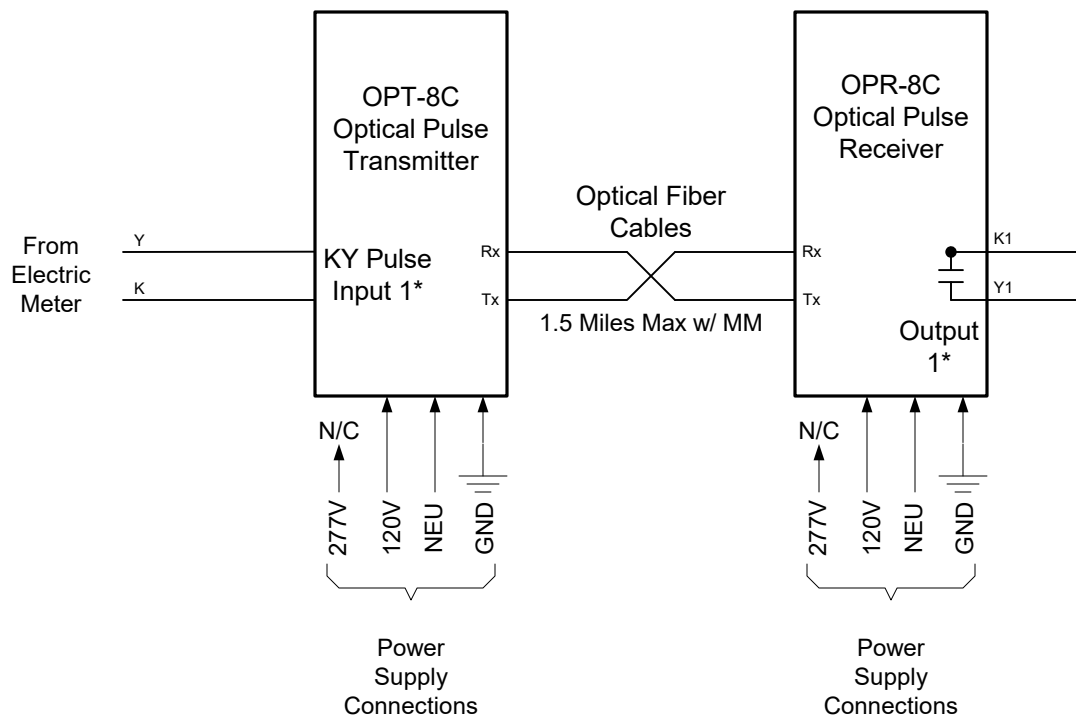 OPT-8C
Optical Pulse
Transmitter
OPR-8C
Optical Pulse
Receiver
Optical Fiber
Cables
From
Electric
Meter
Y
K
KY Pulse
Input 1*
Rx
Tx
1.5 Miles Max w/ MM
Rx
Tx
K1
Y1
Output
1*
N/C
277V
120V
NEU
GND
N/C
277V
120V
NEU
GND
Power
Supply
Connections
Power
Supply
Connections